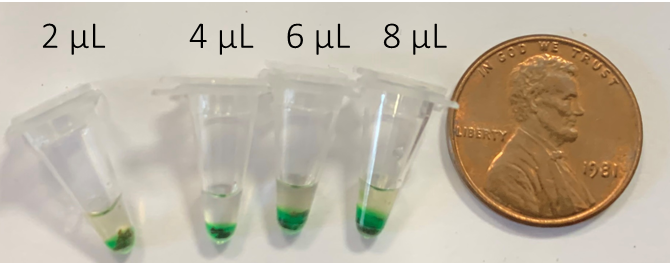 2 µL
4 µL
6 µL
8 µL
IN GOD WE TRUST
LIBERTY
1981